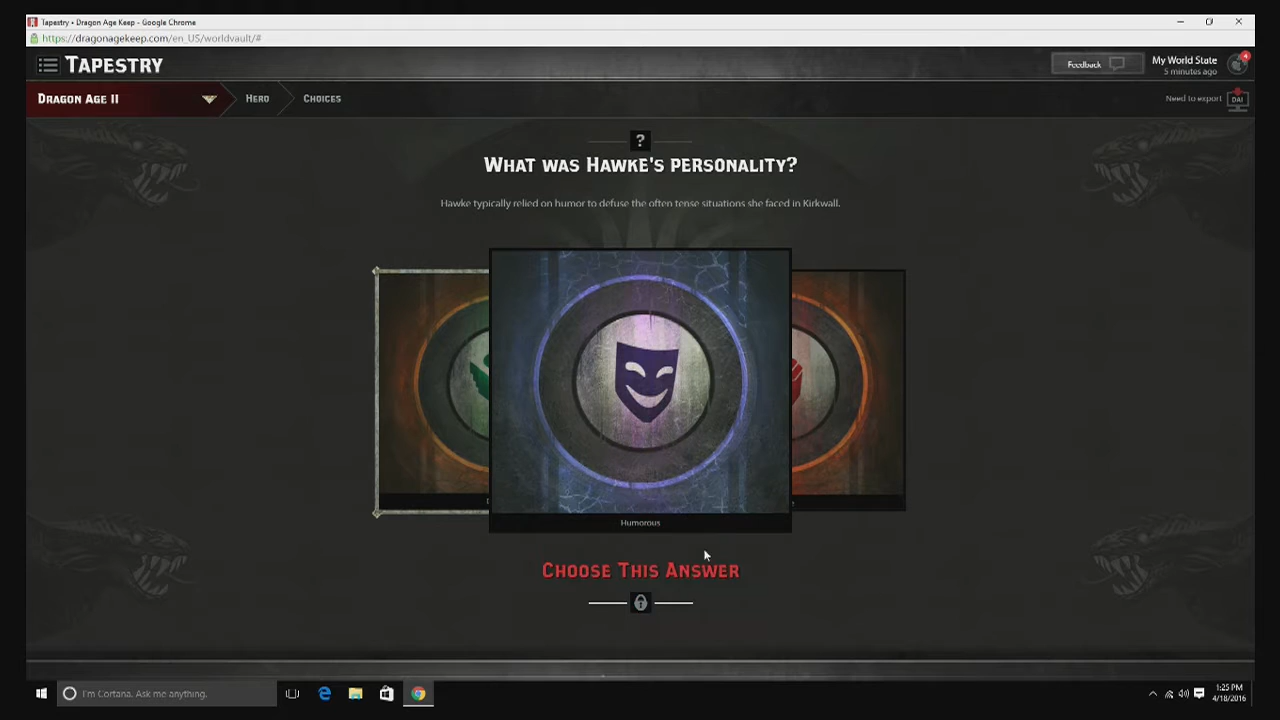 Tapestry • Dragon Age Keep - Google Chrome
https://dragonagekeep.com/en_US/worldvault/#
TAPESTRY
Feedback
My World State
5 minutes ago
4
DRAGON AGE II
HERO
CHOICES
Need to export
DAI
?
WHAT WAS HAWKE'S PERSONALITY?
Hawke typically relied on humor to defuse the often tense situations she faced in Kirkwall.
Humorous
CHOOSE THIS ANSWER
I'm Cortana. Ask me anything.
1:25 PM
4/18/2016